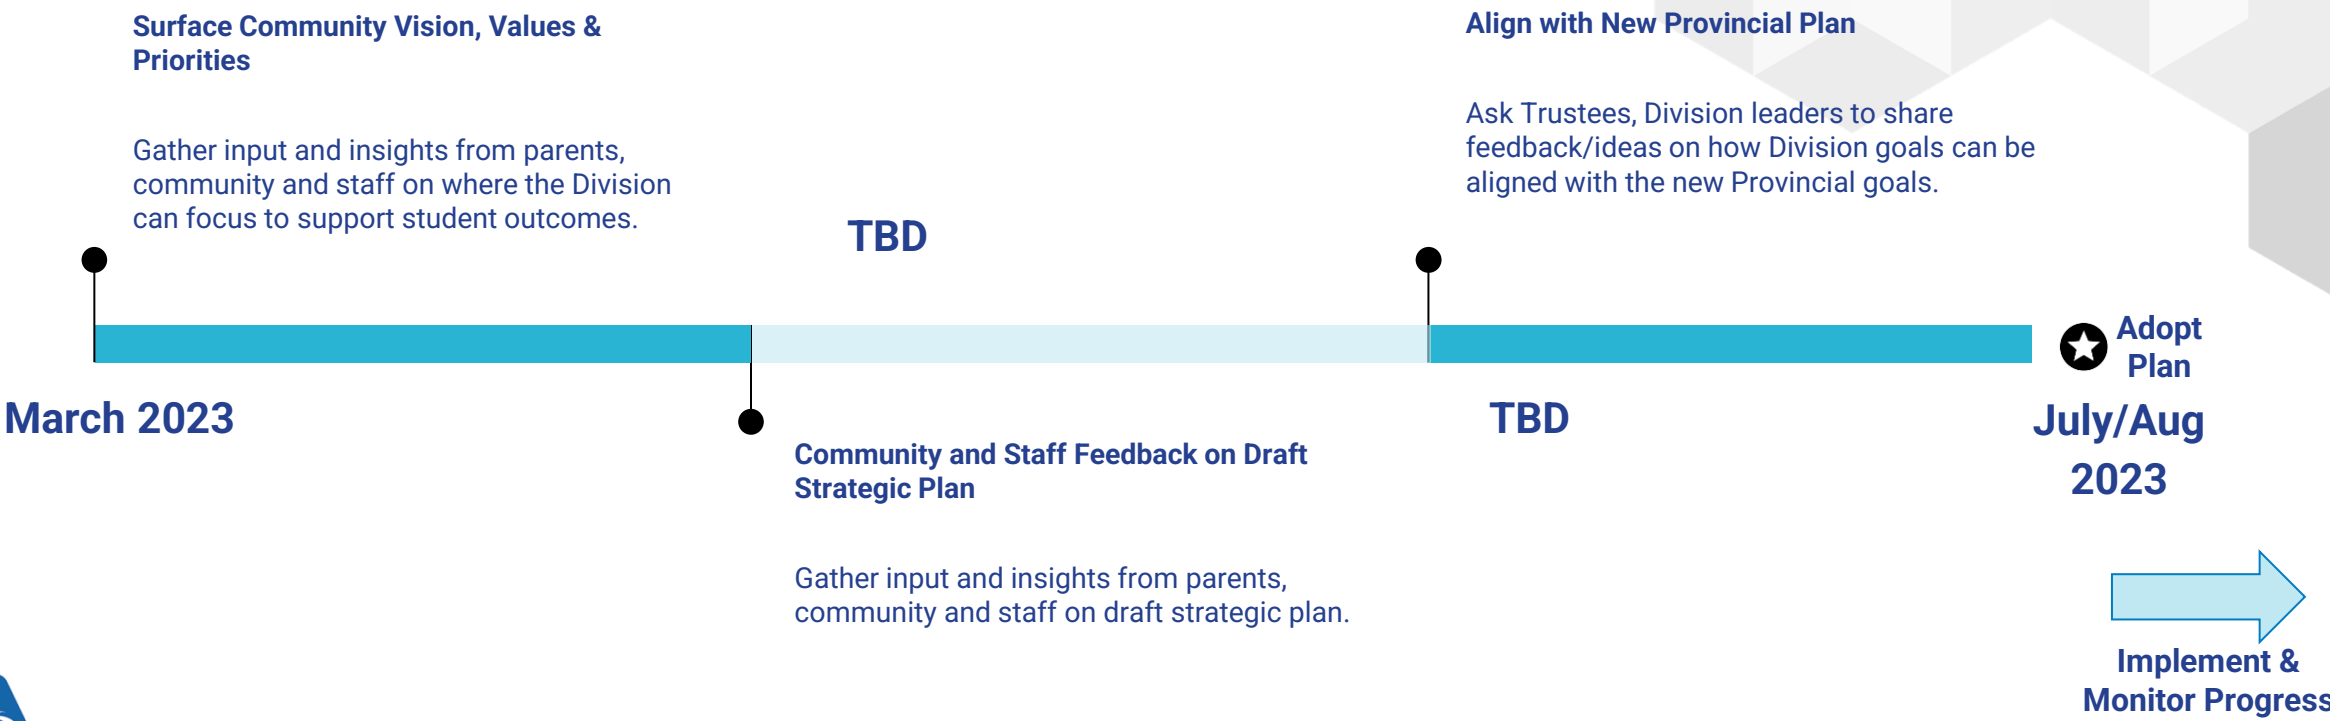 Surface Community Vision, Values &
Priorities
Gather input and insights from parents,
community and staff on where the Division
can focus to support student outcomes.
March 2023
TBD
Community and Staff Feedback on Draft
Strategic Plan
Gather input and insights from parents,
community and staff on draft strategic plan.
Align with New Provincial Plan
Ask Trustees, Division leaders to share
feedback/ideas on how Division goals can be
aligned with the new Provincial goals.
TBD
Adopt
Plan
July/Aug
2023
Implement &
Monitor Progress